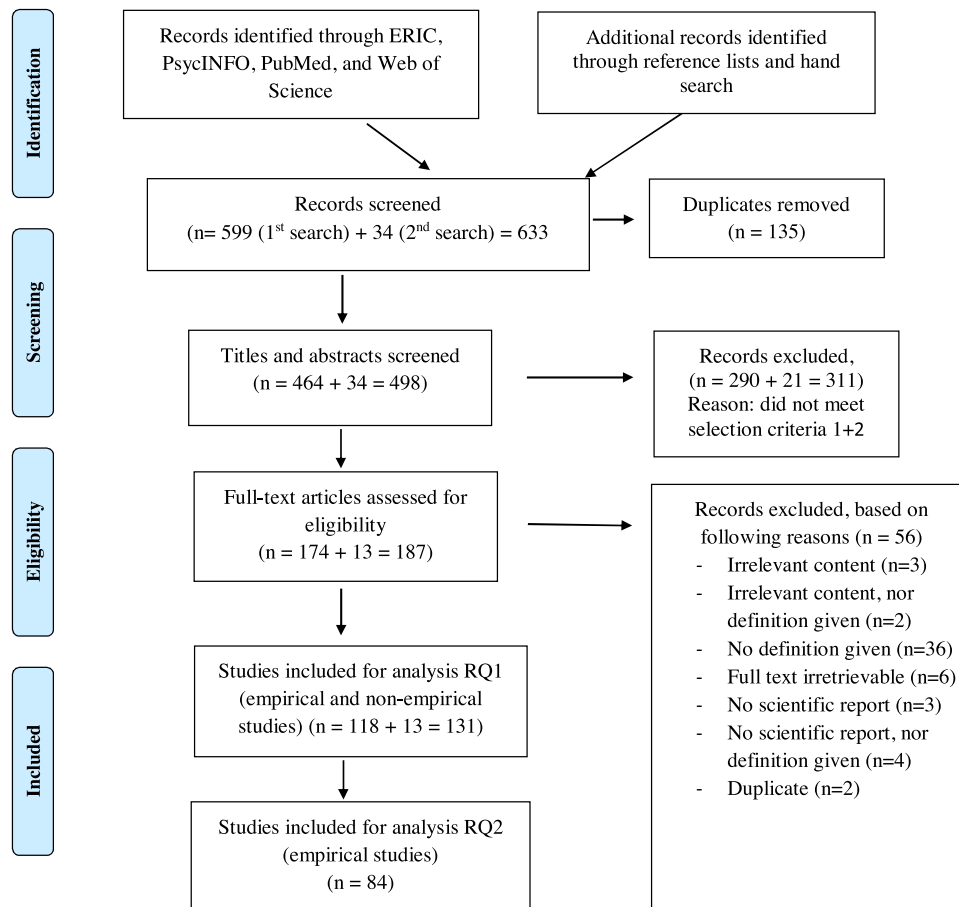 Identification
Records identified through ERIC,
PsycINFO, PubMed, and Web of
Science
Additional records identified
through reference lists and hand
search
Records screened
(n= 599 (1st search) + 34 (2nd search) = 633
Duplicates removed
(n = 135)
Screening
Titles and abstracts screened
(n = 464 + 34 = 498)
Records excluded,
(n = 290 + 21 = 311)
Reason: did not meet
selection criteria 1+2
Eligibility
Full-text articles assessed for
eligibility
(n = 174 + 13 = 187)
Records excluded, based on
following reasons (n = 56)
- Irrelevant content (n=3)
- Irrelevant content, nor
definition given (n=2)
- No definition given (n=36)
- Full text irretrievable (n=6)
- No scientific report (n=3)
- No scientific report, nor
definition given (n=4)
- Duplicate (n=2)
Included
Studies included for analysis RQ1
(empirical and non-empirical
studies) (n = 118 + 13 = 131)
Studies included for analysis RQ2
(empirical studies)
(n = 84)